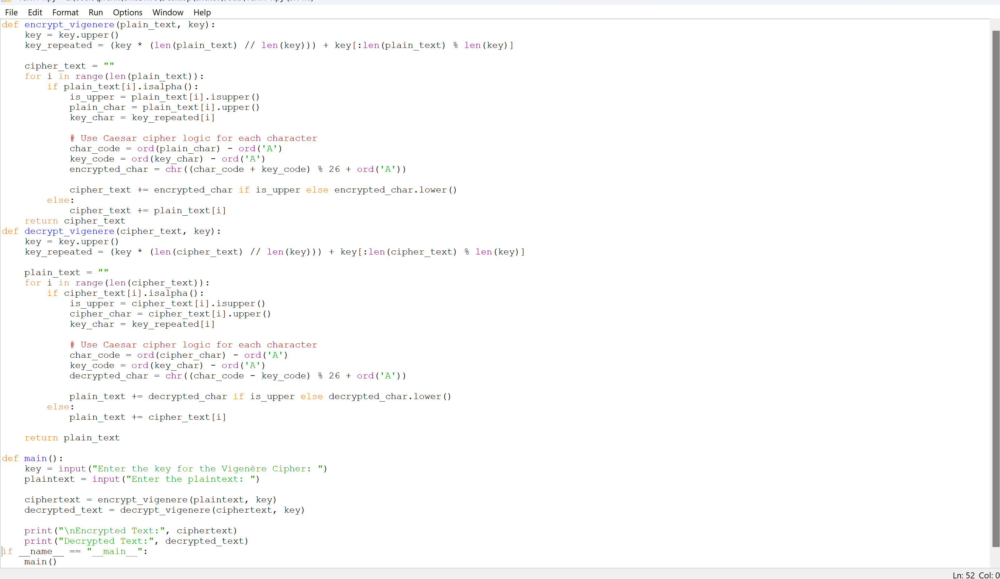 File Edit Format Run Options Window Help
def encrypt_vigenere(plain_text, key):
    key = key.upper()
    key_repeated = (key * (len(plain_text) // len(key))) + key[:len(plain_text) % len(key)]

    cipher_text = ""
    for i in range(len(plain_text)):
        if plain_text[i].isalpha():
            is_upper = plain_text[i].isupper()
            plain_char = plain_text[i].upper()
            key_char = key_repeated[i]

            # Use Caesar cipher logic for each character
            char_code = ord(plain_char) - ord('A')
            key_code = ord(key_char) - ord('A')
            encrypted_char = chr((char_code + key_code) % 26 + ord('A'))

            cipher_text += encrypted_char if is_upper else encrypted_char.lower()
        else:
            cipher_text += plain_text[i]
    return cipher_text
def decrypt_vigenere(cipher_text, key):
    key = key.upper()
    key_repeated = (key * (len(cipher_text) // len(key))) + key[:len(cipher_text) % len(key)]

    plain_text = ""
    for i in range(len(cipher_text)):
        if cipher_text[i].isalpha():
            is_upper = cipher_text[i].isupper()
            cipher_char = cipher_text[i].upper()
            key_char = key_repeated[i]

            # Use Caesar cipher logic for each character
            char_code = ord(cipher_char) - ord('A')
            key_code = ord(key_char) - ord('A')
            decrypted_char = chr((char_code - key_code) % 26 + ord('A'))

            plain_text += decrypted_char if is_upper else decrypted_char.lower()
        else:
            plain_text += cipher_text[i]

    return plain_text

def main():
    key = input("Enter the key for the Vigenère Cipher: ")
    plaintext = input("Enter the plaintext: ")

    ciphertext = encrypt_vigenere(plaintext, key)
    decrypted_text = decrypt_vigenere(ciphertext, key)

    print("\nEncrypted Text:", ciphertext)
    print("Decrypted Text:", decrypted_text)
if __name__ == "__main__":
    main()
Ln: 52 Col: 0